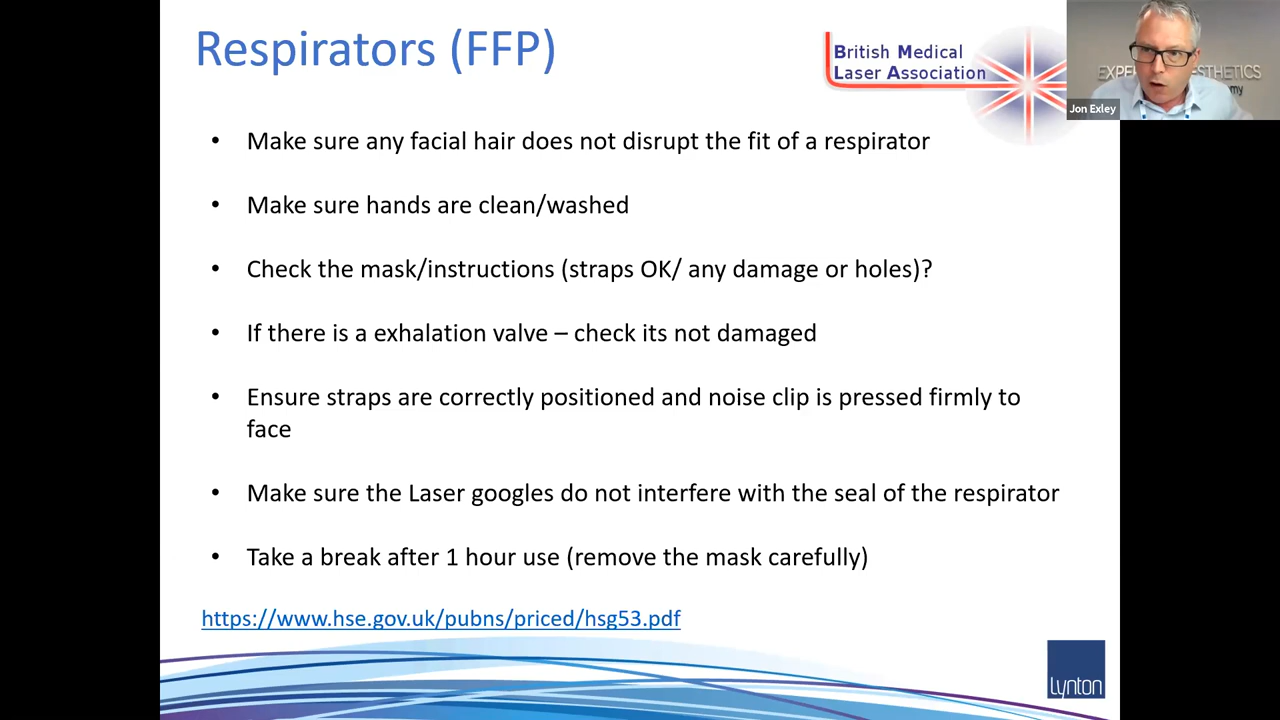 Respirators (FFP)
British Medical
Laser Association
Jon Exley
• Make sure any facial hair does not disrupt the fit of a respirator
• Make sure hands are clean/washed
• Check the mask/instructions (straps OK/ any damage or holes)?
• If there is a exhalation valve – check its not damaged
• Ensure straps are correctly positioned and noise clip is pressed firmly to
face
• Make sure the Laser googles do not interfere with the seal of the respirator
• Take a break after 1 hour use (remove the mask carefully)
https://www.hse.gov.uk/pubns/priced/hsg53.pdf
Lynton